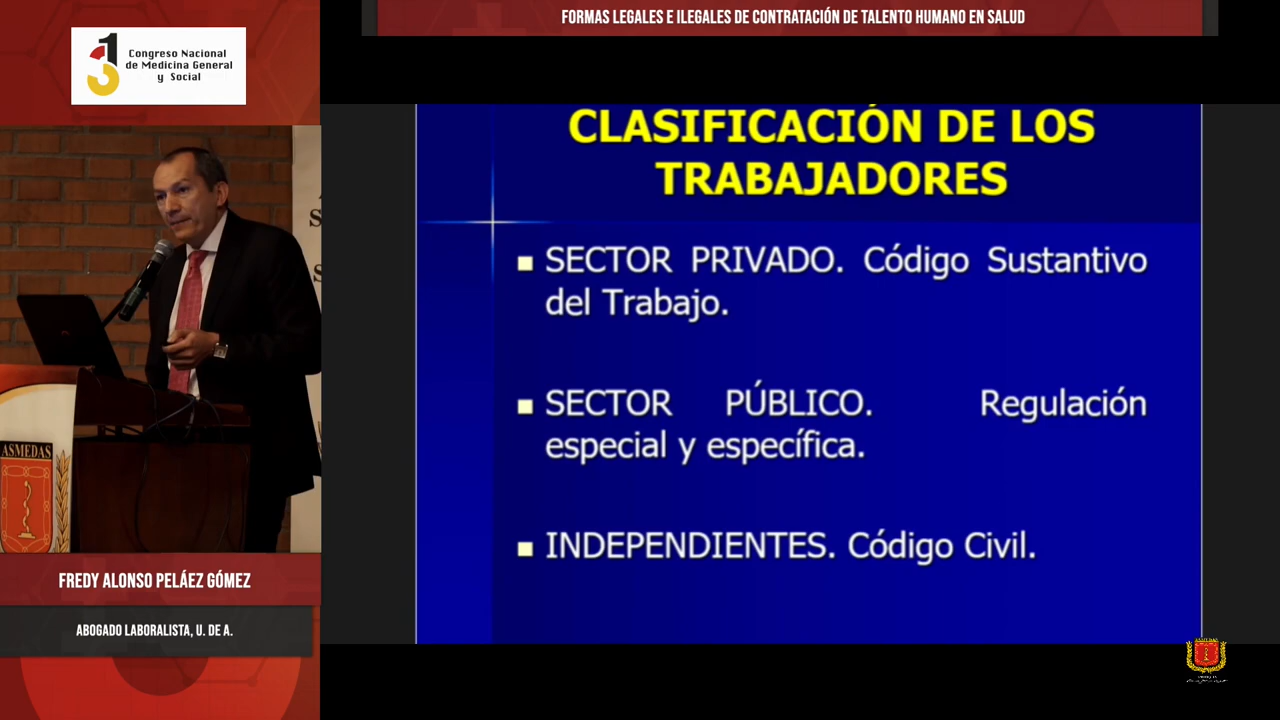 FORMAS LEGALES E ILEGALES DE CONTRATACIÓN DE TALENTO HUMANO EN SALUD
13
Congreso Nacional
de Medicina General
y Social
CLASIFICACIÓN DE LOS
TRABAJADORES
■ SECTOR PRIVADO. Código Sustantivo
del Trabajo.
■ SECTOR PÚBLICO. Regulación
especial y específica.
■ INDEPENDIENTES. Código Civil.
ASMEDAS
FREDY ALONSO PELÁEZ GÓMEZ
ABOGADO LABORALISTA, U. DE A.